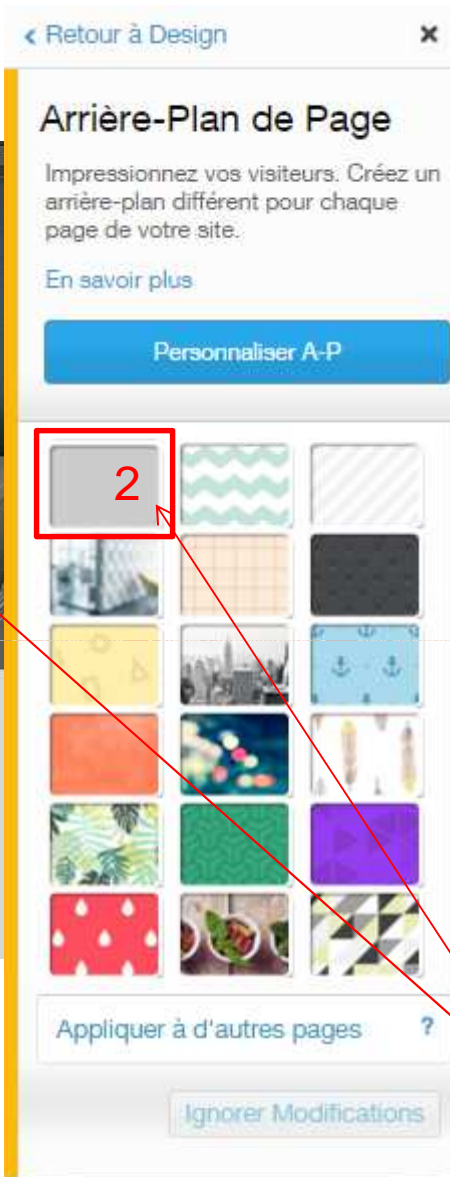 ‹ Retour à Design ×
Arrière-Plan de Page
Impressionnez vos visiteurs. Créez un
arrière-plan différent pour chaque
page de votre site.
En savoir plus
Personnaliser A-P
2
Appliquer à d'autres pages ?
Ignorer Modifications